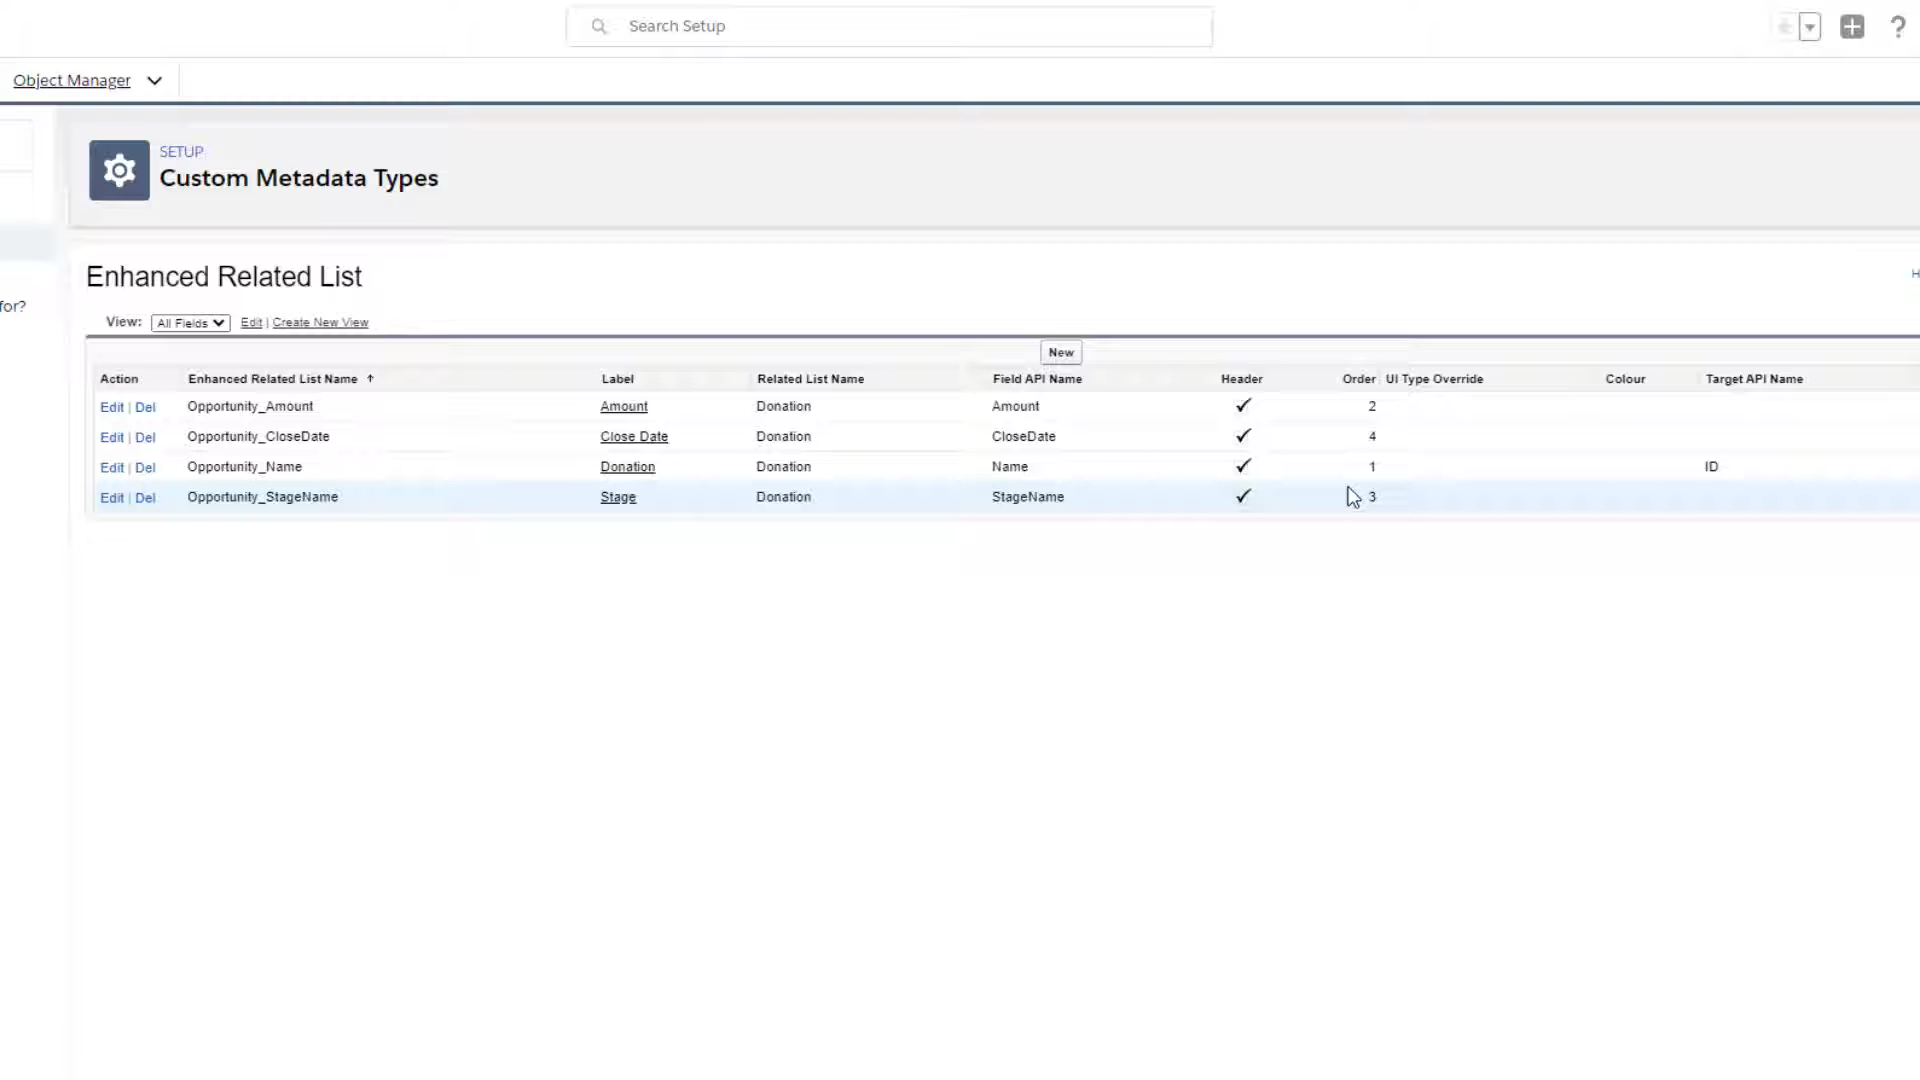 Search Setup
Object Manager
SETUP
Custom Metadata Types
Enhanced Related List
H
for?
View: All Fields Edit | Create New View
New
Action Enhanced Related List Name ↑ Label Related List Name Field API Name Header Order UI Type Override Colour Target API Name
Edit | Del Opportunity_Amount Amount Donation Amount ✓ 2
Edit | Del Opportunity_CloseDate Close Date Donation CloseDate ✓ 4
Edit | Del Opportunity_Name Donation Donation Name ✓ 1 ID
Edit | Del Opportunity_StageName Stage Donation StageName ✓ 3